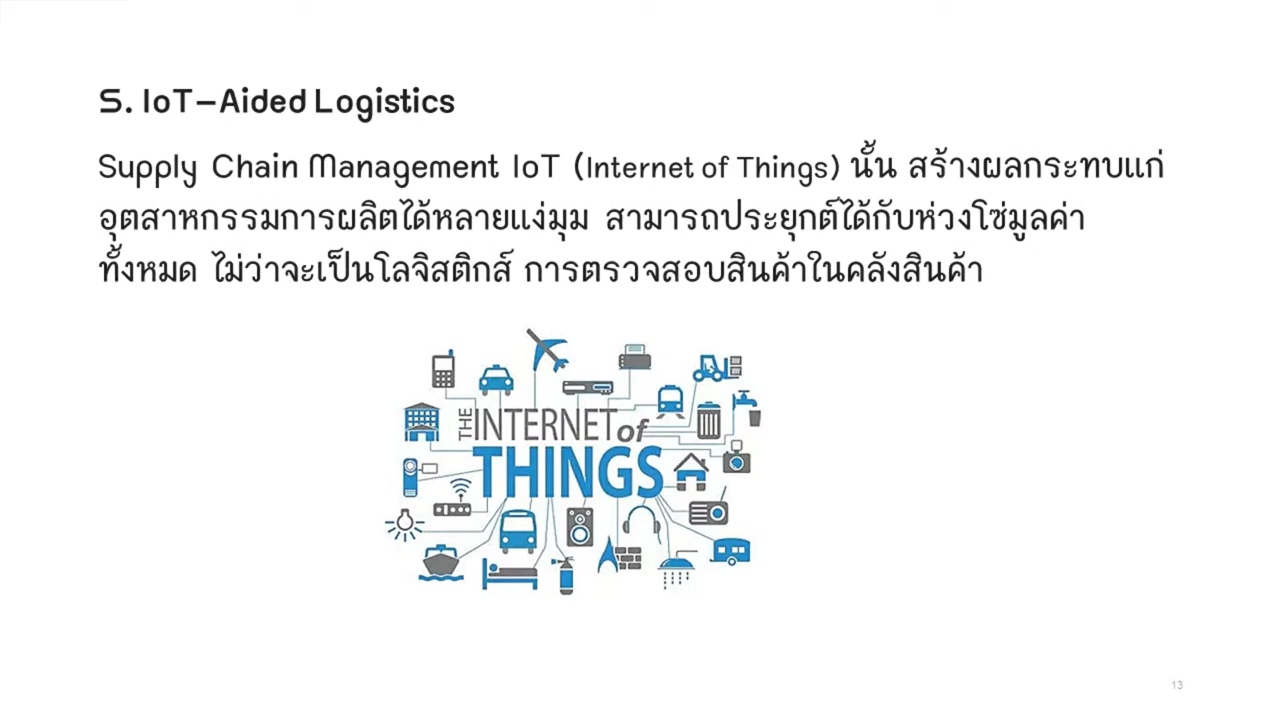 5. IoT-Aided Logistics
Supply Chain Management IoT (Internet of Things) นั้น สร้างผลกระทบแก่
อุตสาหกรรมการผลิตได้หลายแง่มุม สามารถประยุกต์ได้กับห่วงโซ่มูลค่า
ทั้งหมด ไม่ว่าจะเป็นโลจิสติกส์ การตรวจสอบสินค้าในคลังสินค้า
THE INTERNET of
THINGS
13